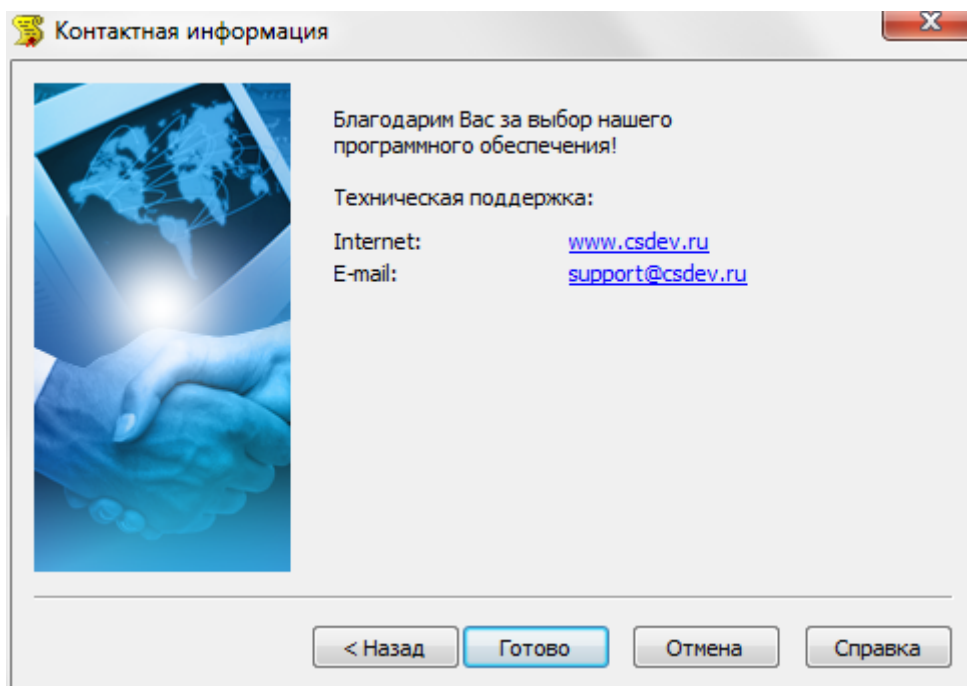 Контактная информация
Благодарим Вас за выбор нашего
программного обеспечения!
Техническая поддержка:
Internet: www.csdev.ru
E-mail: support@csdev.ru
< Назад Готово Отмена Справка